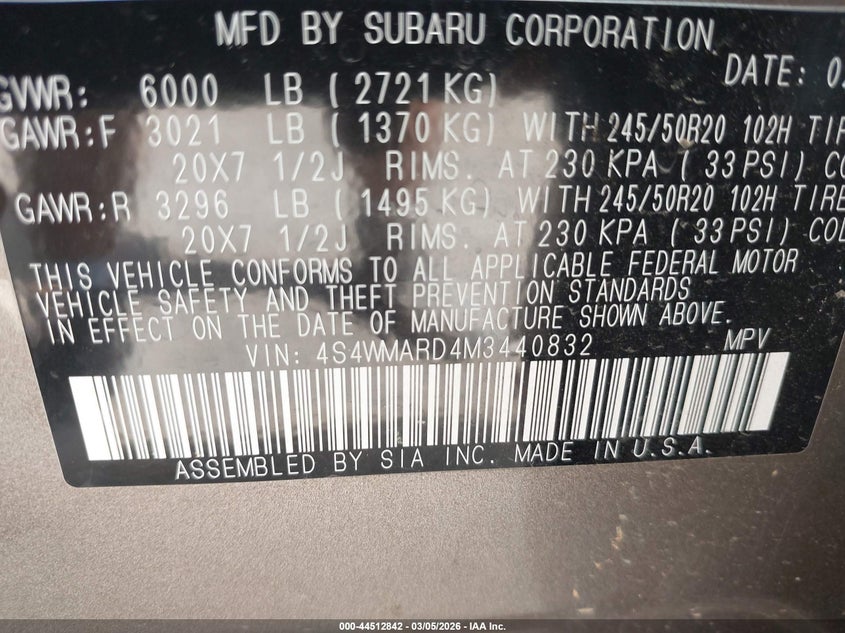 MFD BY SUBARU CORPORATION
DATE: 02
GVWR: 6000 LB ( 2721 KG)
GAWR:F 3021 LB ( 1370 KG) WITH 245/50R20 102H TIRE
20X7 1/2J RIMS. AT 230 KPA ( 33 PSI) CO
GAWR:R 3296 LB ( 1495 KG) WITH 245/50R20 102H TIRE
20X7 1/2J RIMS. AT 230 KPA ( 33 PSI) COL
THIS VEHICLE CONFORMS TO ALL APPLICABLE FEDERAL MOTOR
VEHICLE SAFETY AND THEFT PREVENTION STANDARDS
IN EFFECT ON THE DATE OF MANUFACTURE SHOWN ABOVE.
VIN: 4S4WMARD4M3440832 MPV
ASSEMBLED BY SIA INC. MADE IN U.S.A.
000-44512842 — 03/05/2026 — IAA Inc.